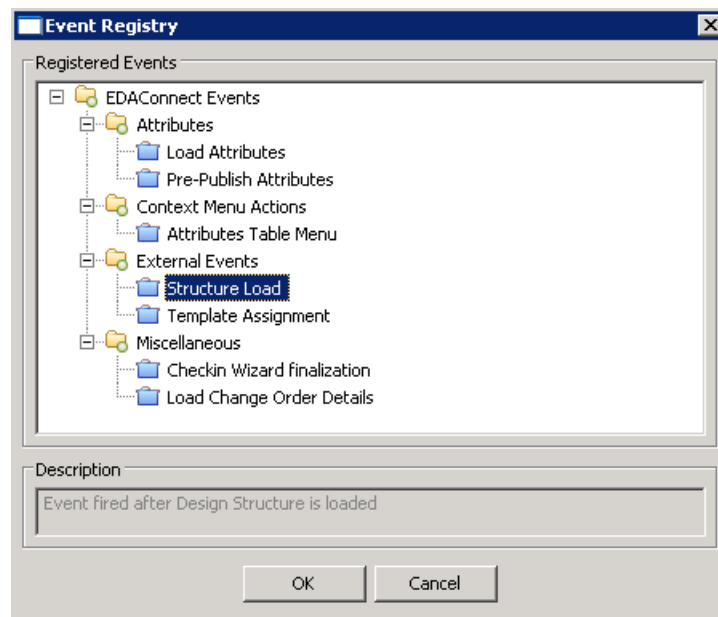 Event Registry
Registered Events
EDAConnect Events
Attributes
Load Attributes
Pre-Publish Attributes
Context Menu Actions
Attributes Table Menu
External Events
Structure Load
Template Assignment
Miscellaneous
Checkin Wizard finalization
Load Change Order Details
Description
Event fired after Design Structure is loaded
OK Cancel